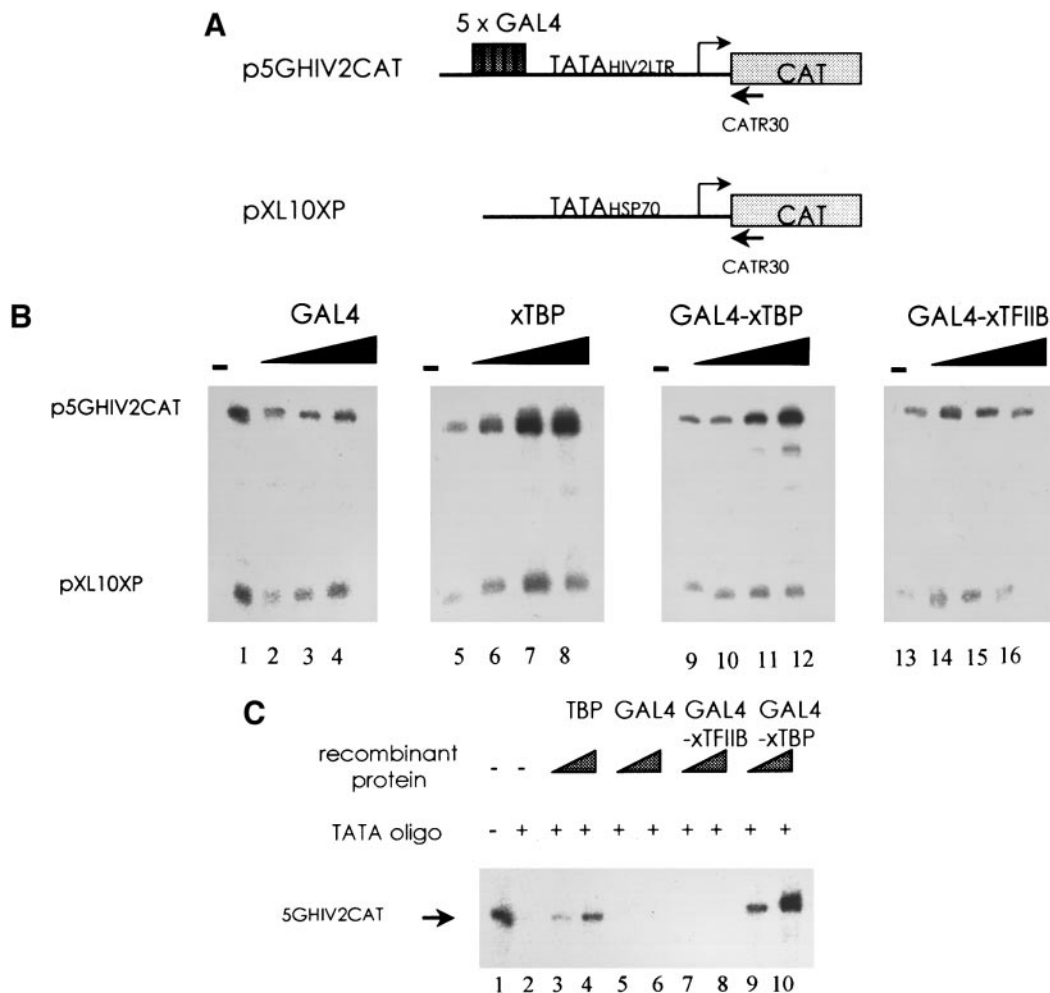 A
5 x GAL4
p5GHIV2CAT
TATAHIV2LTR
CAT
CATR30
pXL10XP
TATAHSP70
CAT
CATR30
B
GAL4 xTBP GAL4-xTBP GAL4-xTFIIB
- - - -
p5GHIV2CAT
pXL10XP
1 2 3 4 5 6 7 8 9 10 11 12 13 14 15 16
C
TBP GAL4 GAL4 GAL4
-xTFIIB -xTBP
recombinant
protein
- -
TATA oligo - + + + + + + + + +
5GHIV2CAT
1 2 3 4 5 6 7 8 9 10